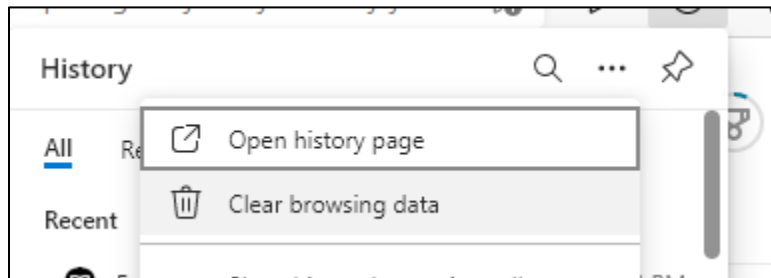 History
All
Open history page
Clear browsing data
Recent